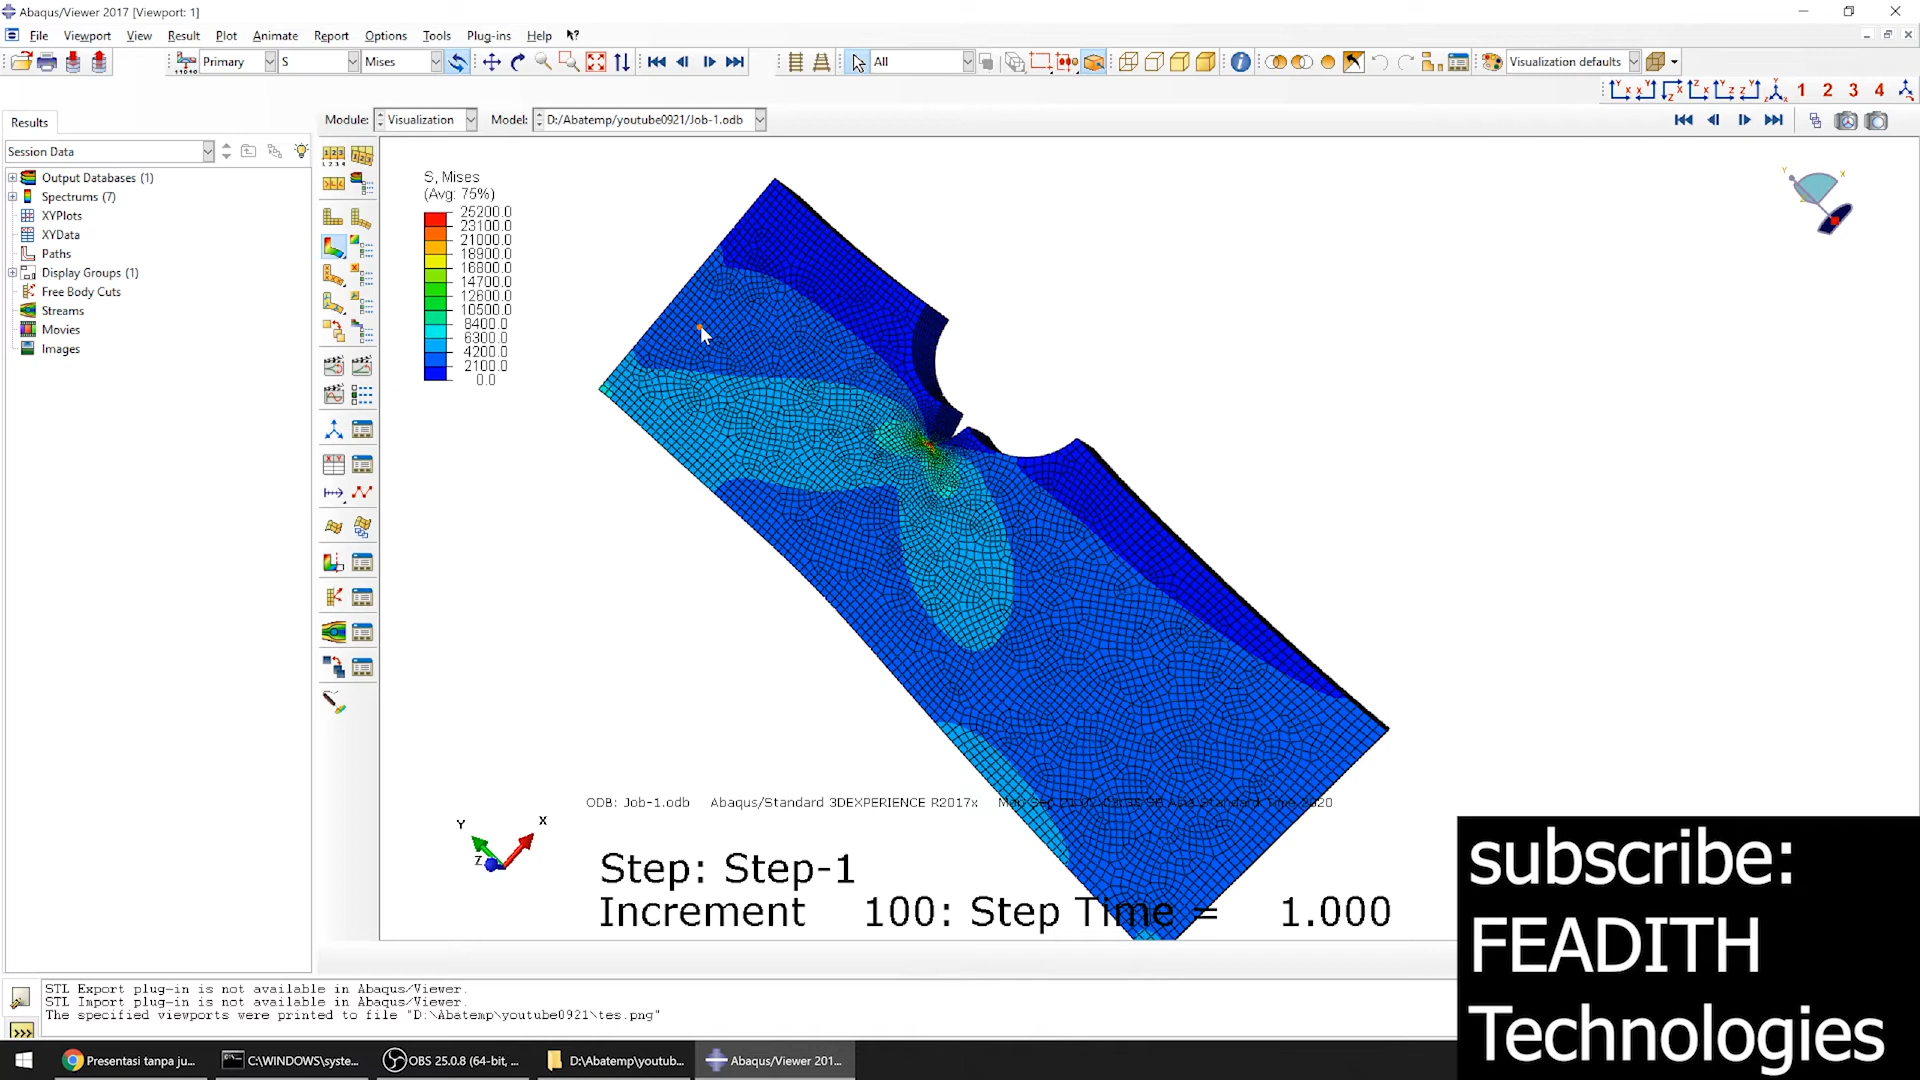 Abaqus/Viewer 2017 [Viewport: 1]
File Viewport View Result Plot Animate Report Options Tools Plug-ins Help
Primary S Mises All Visualization defaults
1 2 3 4
Results
Module: Visualization Model: D:/Abatemp/youtube0921/Job-1.odb
Session Data
Output Databases (1)
Spectrums (7)
XYPlots
XYData
Paths
Display Groups (1)
Free Body Cuts
Streams
Movies
Images
S, Mises
(Avg: 75%)
25200.0
23100.0
21000.0
18900.0
16800.0
14700.0
12600.0
10500.0
8400.0
6300.0
4200.0
2100.0
0.0
Y X
Y X Z
ODB: Job-1.odb Abaqus/Standard 3DEXPERIENCE R2017x
Step: Step-1
Increment 100: Step Time = 1.000
subscribe:
FEADITH
Technologies
STL Export plug-in is not available in Abaqus/Viewer.
STL Import plug-in is not available in Abaqus/Viewer.
The specified viewports were printed to file "D:\Abatemp\youtube0921\tes.png"
>>>
Presentasi tanpa ju... C:\WINDOWS\syste... OBS 25.0.8 (64-bit, ... D:\Abatemp\youtub... Abaqus/Viewer 201...